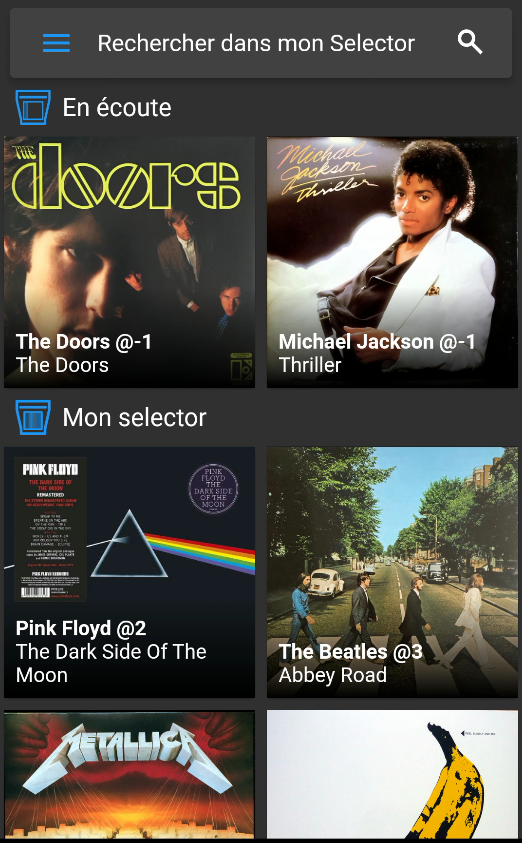 Rechercher dans mon Selector
En écoute
THE
doors
Michael
Jackson
Thriller
The Doors @-1
The Doors
Michael Jackson @-1
Thriller
Mon selector
PINK FLOYD
THE DARK SIDE OF
THE MOON
REMASTERED
PINK FLOYD
THE
DARK SIDE
OF THE
MOON
Pink Floyd @2
The Dark Side Of The
Moon
The Beatles @3
Abbey Road
METALLICA